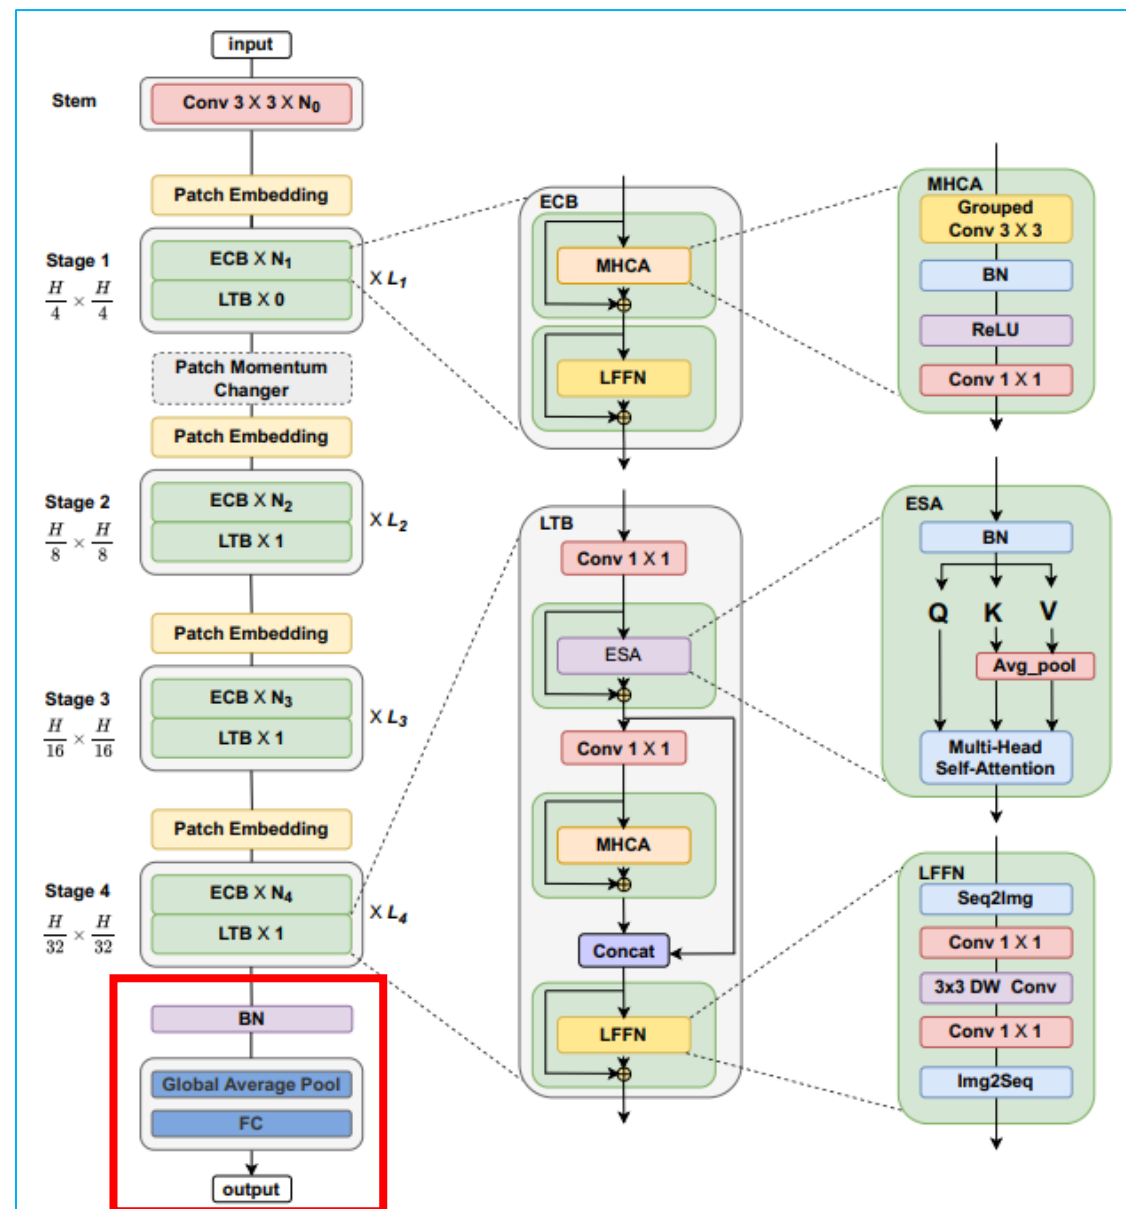 input
Stem
Conv 3 X 3 X N0
Patch Embedding
Stage 1
H/4 × H/4
ECB X N1
LTB X 0
X L1
Patch Momentum
Changer
Patch Embedding
Stage 2
H/8 × H/8
ECB X N2
LTB X 1
X L2
Patch Embedding
Stage 3
H/16 × H/16
ECB X N3
LTB X 1
X L3
Patch Embedding
Stage 4
H/32 × H/32
ECB X N4
LTB X 1
X L4
BN
Global Average Pool
FC
output
ECB
MHCA
LFFN
LTB
Conv 1 X 1
ESA
Conv 1 X 1
MHCA
Concat
LFFN
MHCA
Grouped
Conv 3 X 3
BN
ReLU
Conv 1 X 1
ESA
BN
Q K V
Avg_pool
Multi-Head
Self-Attention
LFFN
Seq2Img
Conv 1 X 1
3x3 DW Conv
Conv 1 X 1
Img2Seq